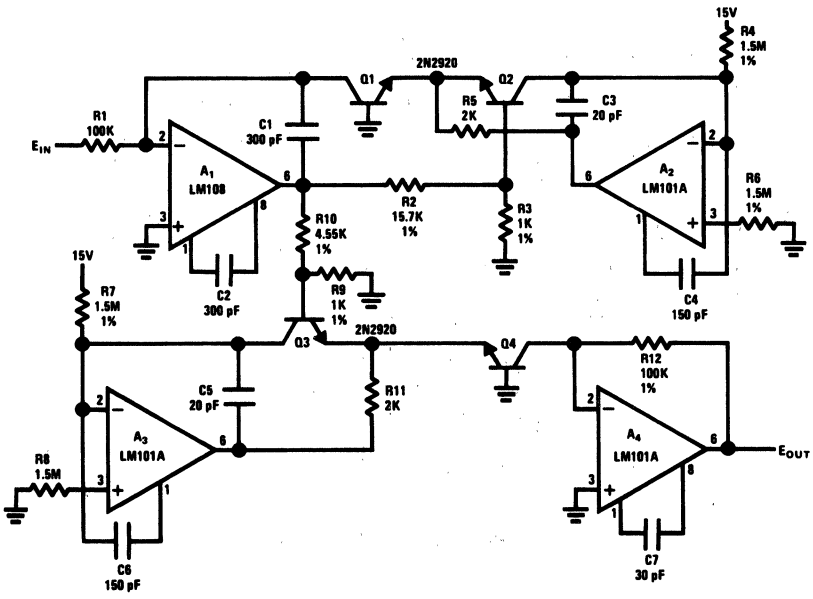 15V
R4
1.5M
1%
2N2920
Q1
Q2
R5
2K
C3
20 pF
R1
100K
E_IN
C1
300 pF
2
3
A1
LM108
6
8
1
C2
300 pF
R2
15.7K
1%
R3
1K
1%
A2
LM101A
2
3
6
1
R6
1.5M
1%
C4
150 pF
R10
4.55K
1%
R9
1K
1%
15V
R7
1.5M
1%
Q3
2N2920
Q4
R12
100K
1%
C5
20 pF
R11
2K
2
3
A3
LM101A
6
1
R8
1.5M
C6
150 pF
2
3
A4
LM101A
6
8
1
E_OUT
C7
30 pF